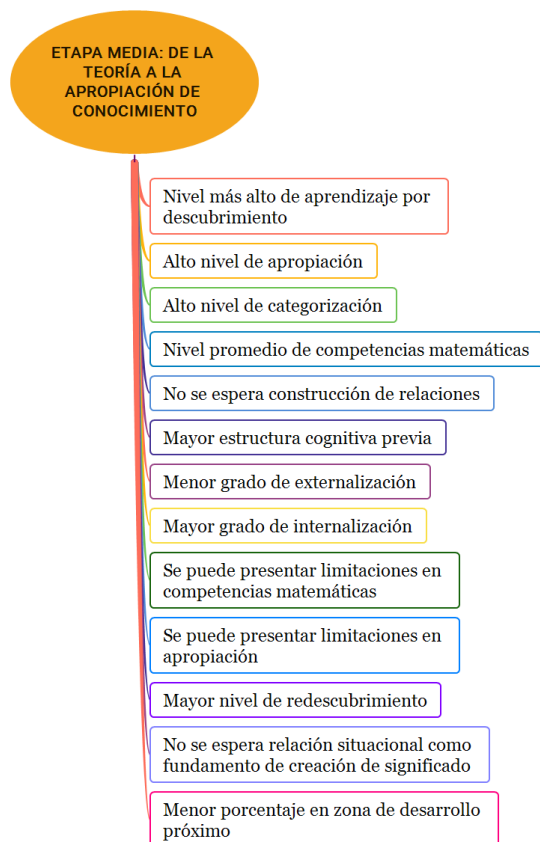 ETAPA MEDIA: DE LA
TEORÍA A LA
APROPIACIÓN DE
CONOCIMIENTO
Nivel más alto de aprendizaje por
descubrimiento
Alto nivel de apropiación
Alto nivel de categorización
Nivel promedio de competencias matemáticas
No se espera construcción de relaciones
Mayor estructura cognitiva previa
Menor grado de externalización
Mayor grado de internalización
Se puede presentar limitaciones en
competencias matemáticas
Se puede presentar limitaciones en
apropiación
Mayor nivel de redescubrimiento
No se espera relación situacional como
fundamento de creación de significado
Menor porcentaje en zona de desarrollo
próximo